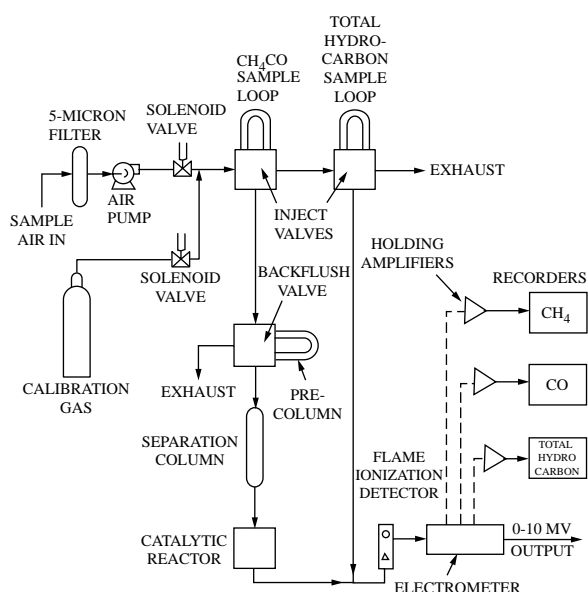 TOTAL
HYDRO-
CARBON
SAMPLE
LOOP
CH₄CO
SAMPLE
LOOP
SOLENOID
VALVE
5-MICRON
FILTER
EXHAUST
AIR
PUMP
SAMPLE
AIR IN
INJECT
VALVES
HOLDING
AMPLIFIERS
SOLENOID
VALVE
BACKFLUSH
VALVE
RECORDERS
CH₄
CALIBRATION
GAS
EXHAUST
PRE-
COLUMN
CO
SEPARATION
COLUMN
FLAME
IONIZATION
DETECTOR
TOTAL
HYDRO
CARBON
CATALYTIC
REACTOR
0-10 MV
OUTPUT
ELECTROMETER